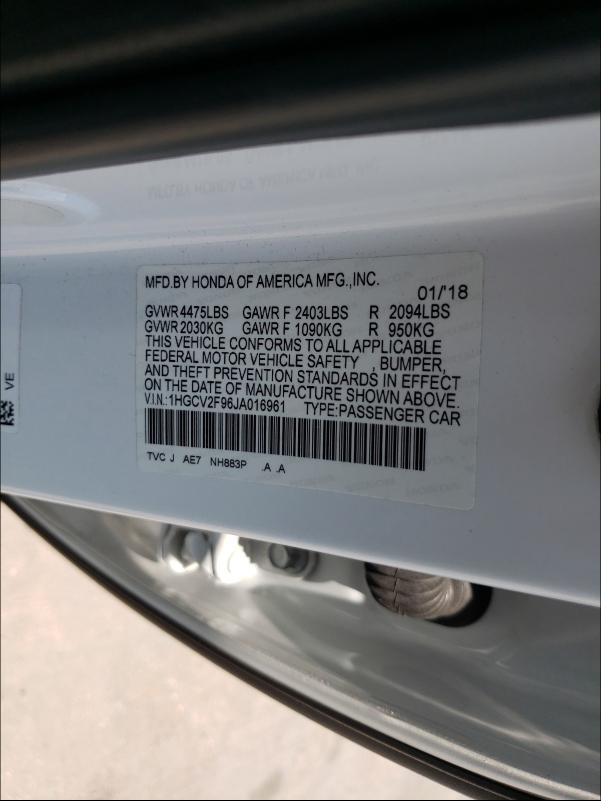 MFD.BY HONDA OF AMERICA MFG.,INC.
01/'18
GVWR 4475LBS GAWR F 2403LBS R 2094LBS
GVWR 2030KG GAWR F 1090KG R 950KG
THIS VEHICLE CONFORMS TO ALL APPLICABLE
FEDERAL MOTOR VEHICLE SAFETY , BUMPER,
AND THEFT PREVENTION STANDARDS IN EFFECT
ON THE DATE OF MANUFACTURE SHOWN ABOVE.
V.I.N.:1HGCV2F96JA016961 TYPE:PASSENGER CAR
TVC J AE7 NH883P .A .A
VE